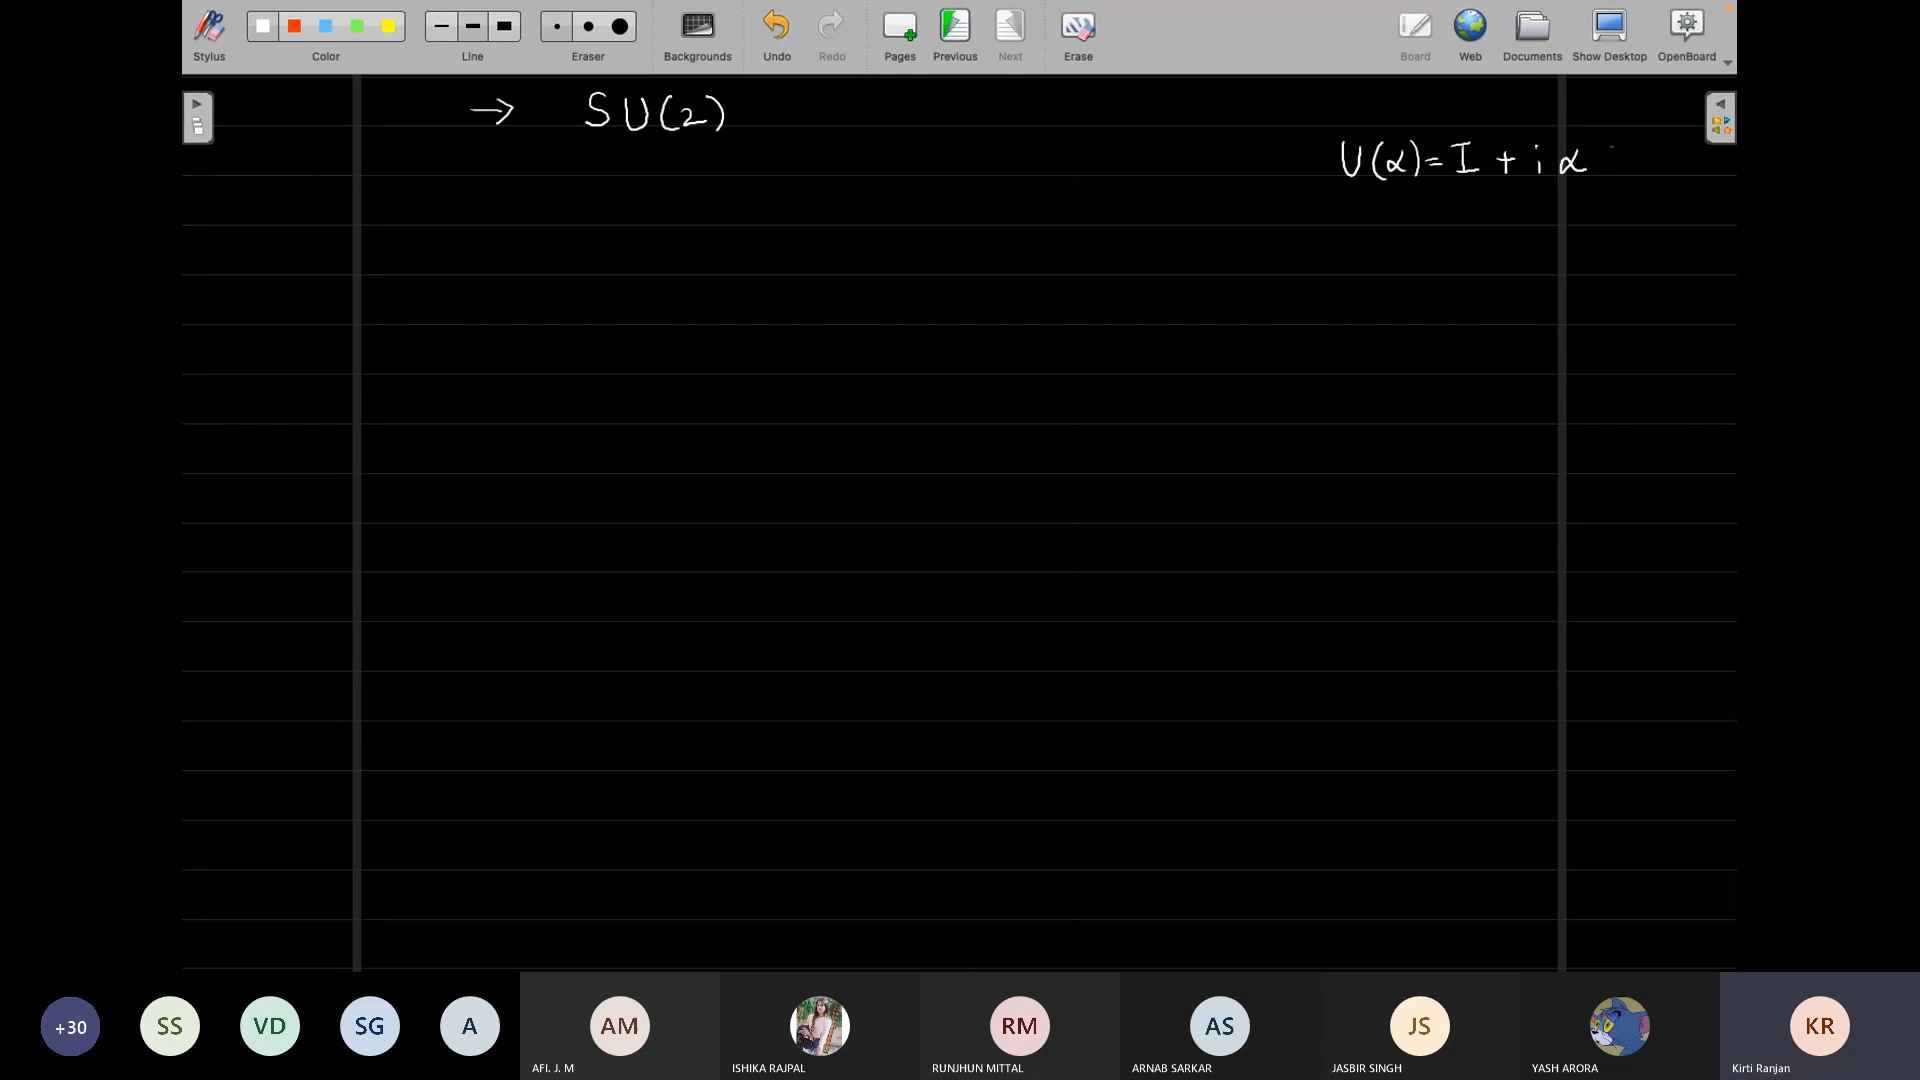 Stylus Color Line Eraser Backgrounds Undo Redo Pages Previous Next Erase Board Web Documents Show Desktop OpenBoard
→ SU(2)
U(α)= I + i α
+30 SS VD SG A AM RM AS JS KR
AFI. J. M ISHIKA RAJPAL RUNJHUN MITTAL ARNAB SARKAR JASBIR SINGH YASH ARORA Kirti Ranjan